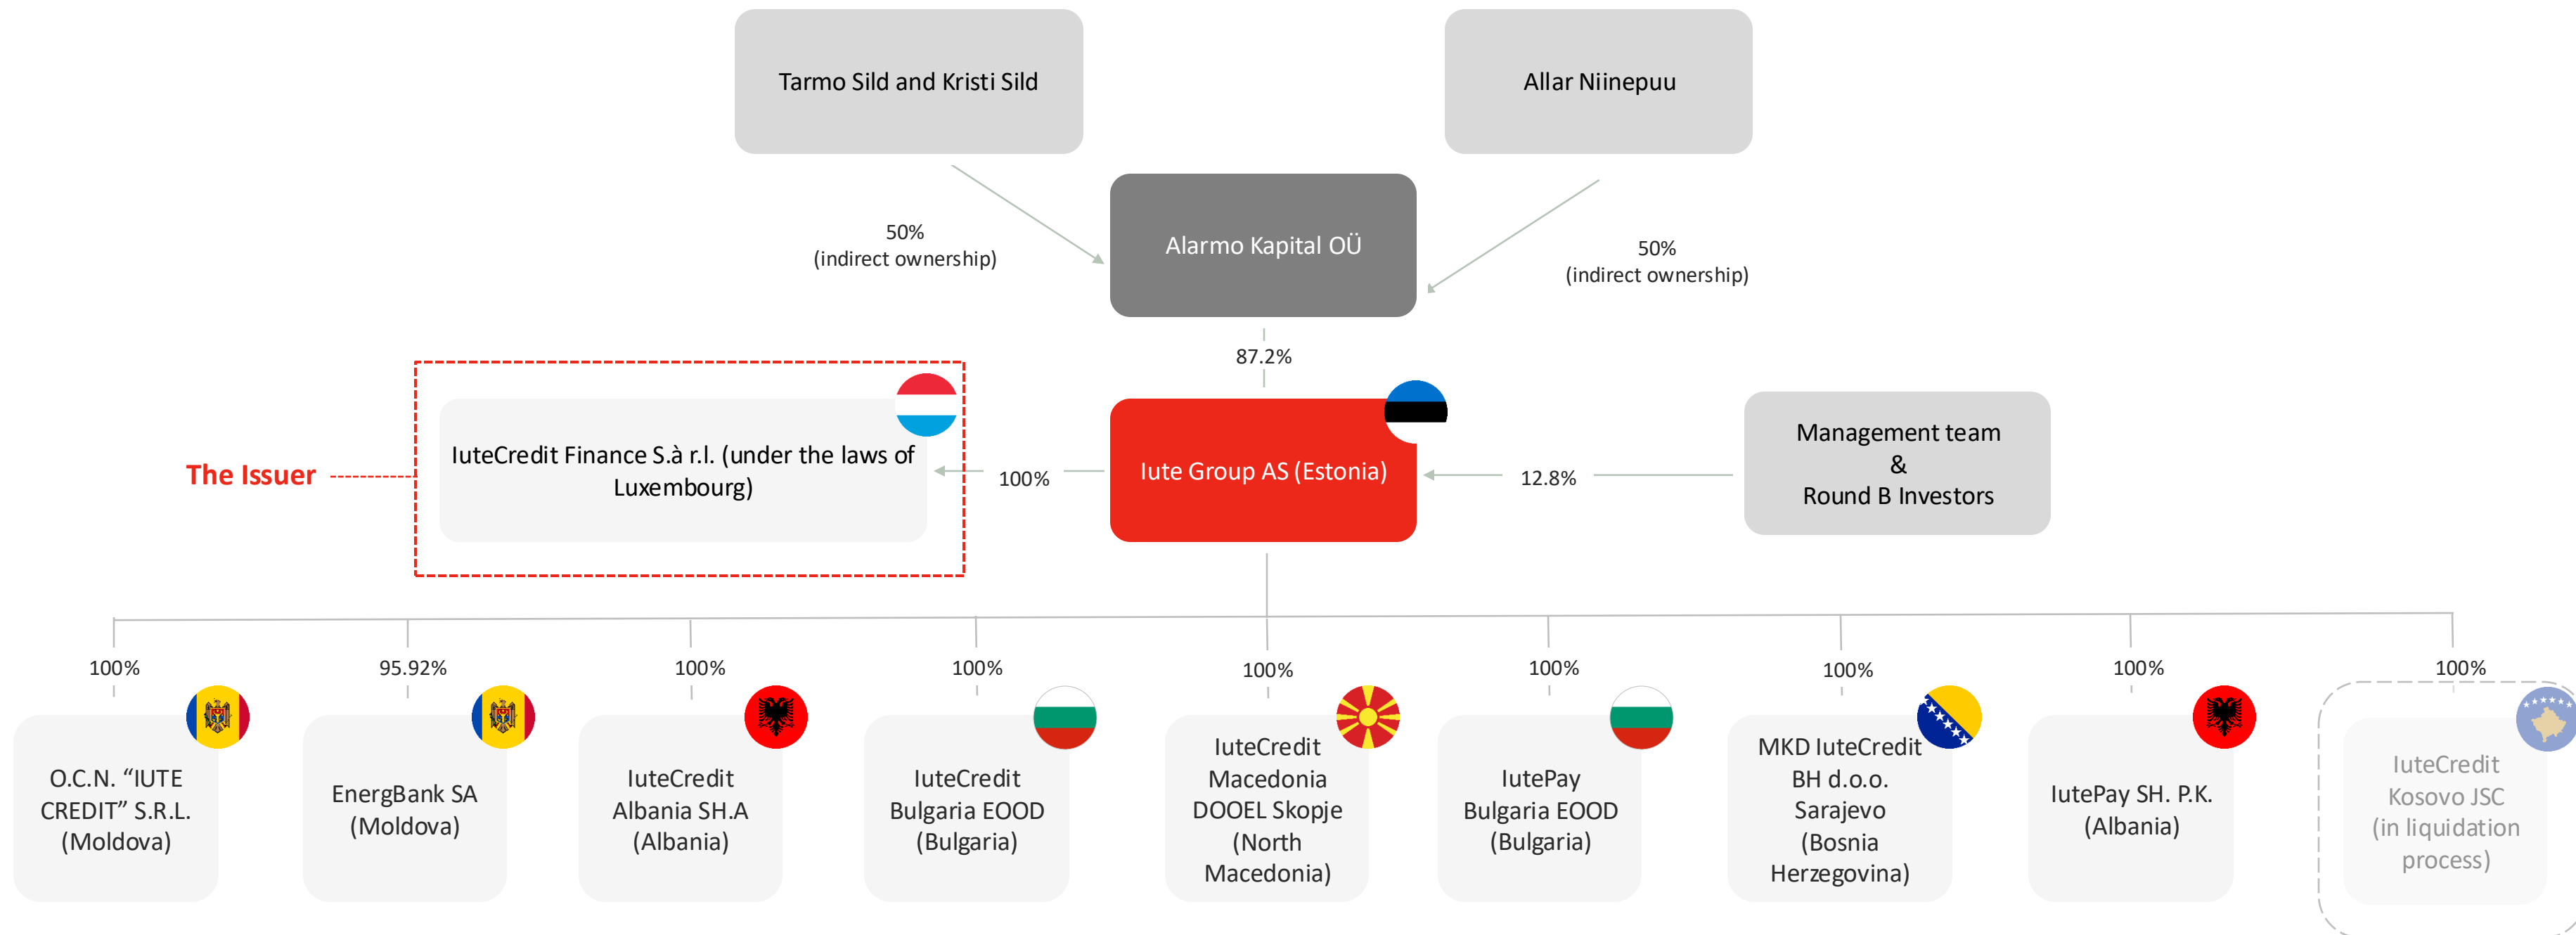 Tarmo Sild and Kristi Sild
Allar Niinepuu
Alarmo Kapital OÜ
50%
(indirect ownership)
50%
(indirect ownership)
87.2%
The Issuer
IuteCredit Finance S.à r.l. (under the laws of
Luxembourg)
100%
Iute Group AS (Estonia)
12.8%
Management team
&
Round B Investors
100%
95.92%
100%
100%
100%
100%
100%
100%
100%
O.C.N. “IUTE
CREDIT” S.R.L.
(Moldova)
EnergBank SA
(Moldova)
IuteCredit
Albania SH.A
(Albania)
IuteCredit
Bulgaria EOOD
(Bulgaria)
IuteCredit
Macedonia
DOOEL Skopje
(North
Macedonia)
IutePay
Bulgaria EOOD
(Bulgaria)
MKD IuteCredit
BH d.o.o.
Sarajevo
(Bosnia
Herzegovina)
IutePay SH. P.K.
(Albania)
IuteCredit
Kosovo JSC
(in liquidation
process)